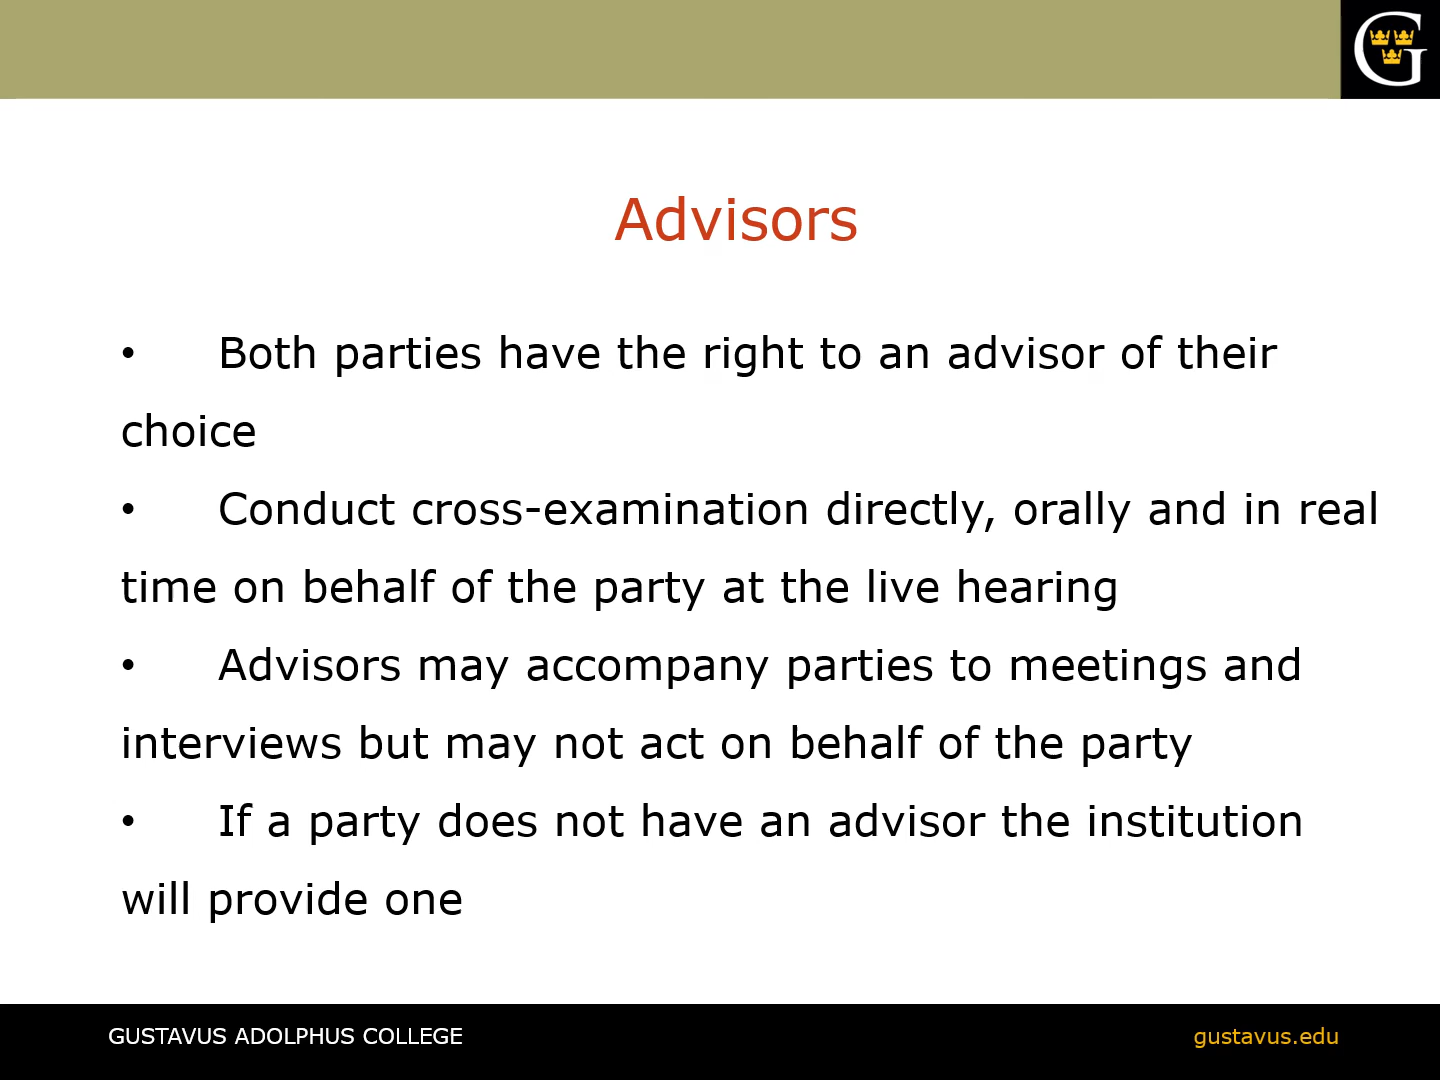 G
Advisors
• Both parties have the right to an advisor of their
choice
• Conduct cross-examination directly, orally and in real
time on behalf of the party at the live hearing
• Advisors may accompany parties to meetings and
interviews but may not act on behalf of the party
• If a party does not have an advisor the institution
will provide one
GUSTAVUS ADOLPHUS COLLEGE
gustavus.edu